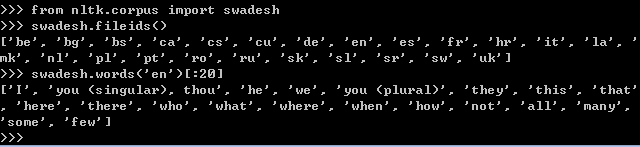 >>> from nltk.corpus import swadesh
>>> swadesh.fileids()
['be', 'bg', 'bs', 'ca', 'cs', 'cu', 'de', 'en', 'es', 'fr', 'hr', 'it', 'la', '
mk', 'nl', 'pl', 'pt', 'ro', 'ru', 'sk', 'sl', 'sr', 'sw', 'uk']
>>> swadesh.words('en')[:20]
['I', 'you (singular), thou', 'he', 'we', 'you (plural)', 'they', 'this', 'that'
, 'here', 'there', 'who', 'what', 'where', 'when', 'how', 'not', 'all', 'many',
'some', 'few']
>>>